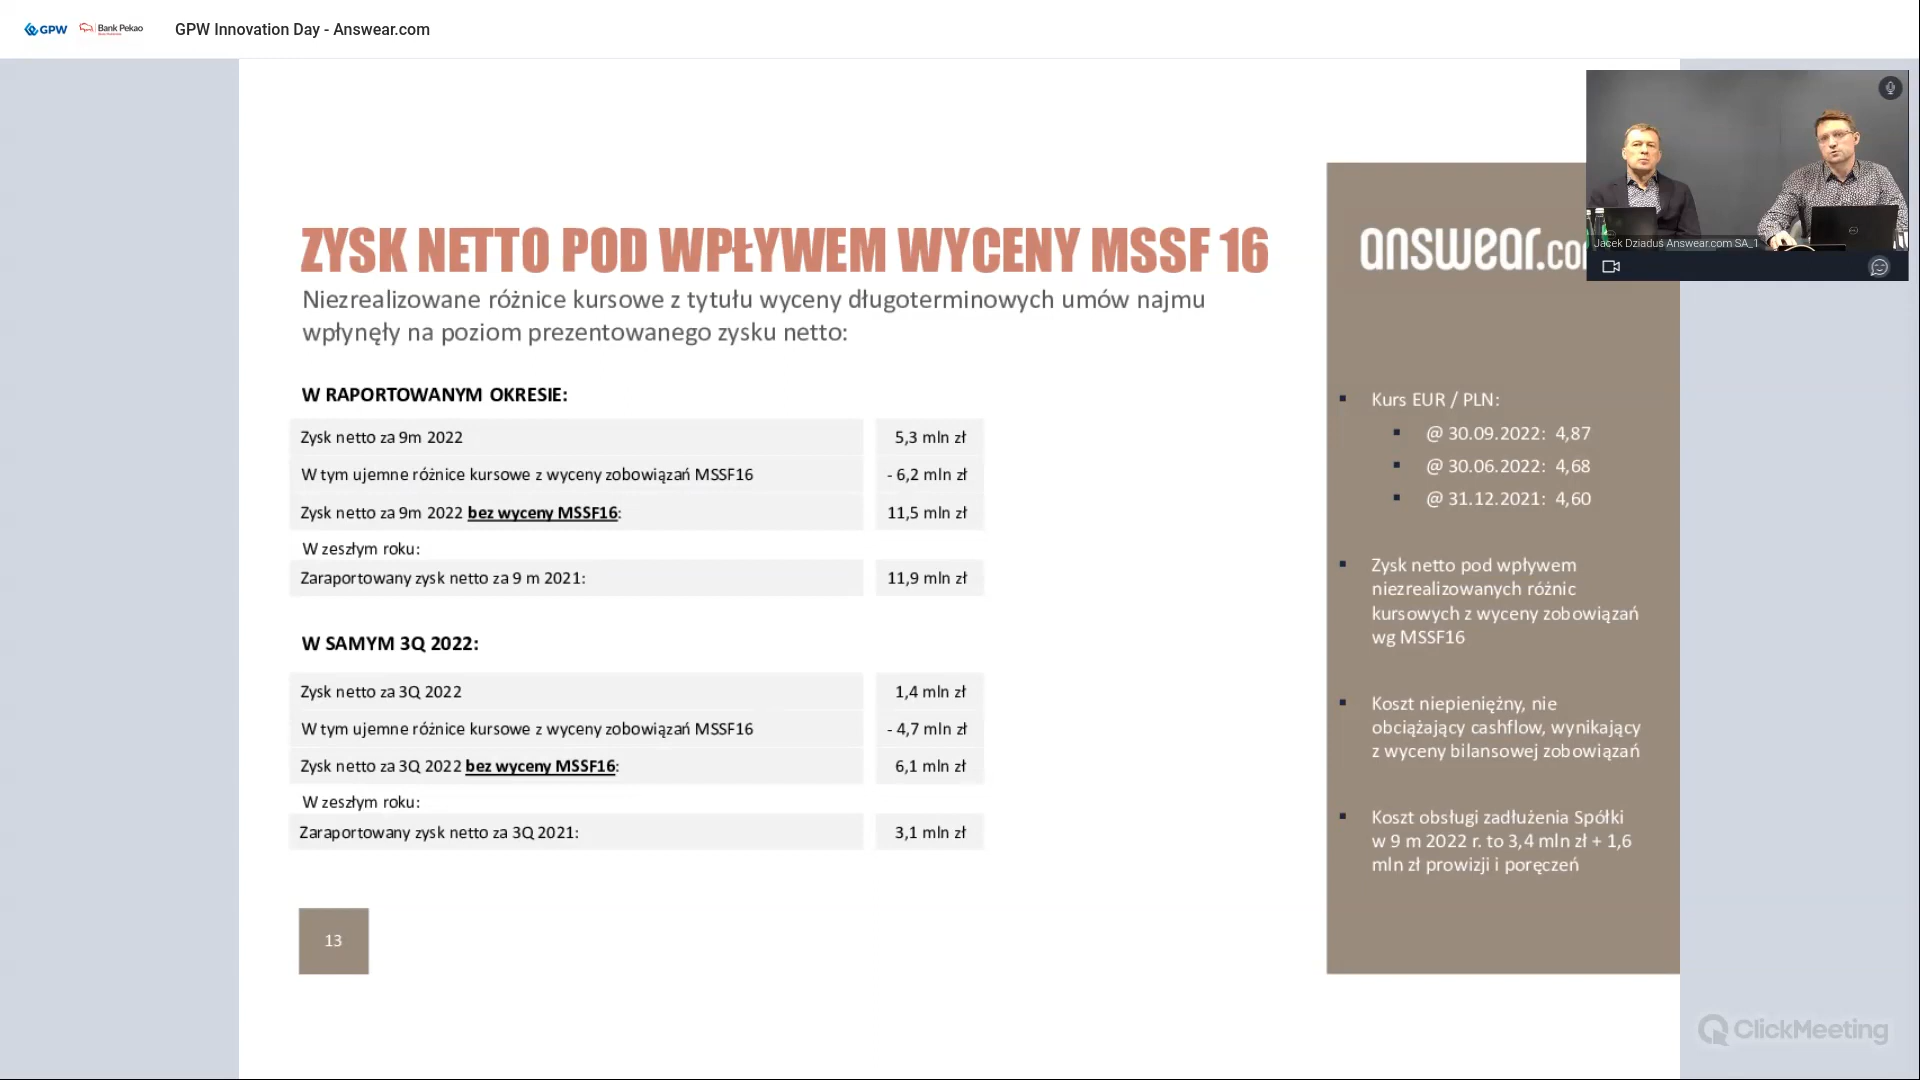 GPW
Bank Pekao
GPW Innovation Day - Answear.com
Jacek Dziaduś Answear.com SA_1
ZYSK NETTO POD WPŁYWEM WYCENY MSSF 16
Niezrealizowane różnice kursowe z tytułu wyceny długoterminowych umów najmu
wpłynęły na poziom prezentowanego zysku netto:
W RAPORTOWANYM OKRESIE:
Zysk netto za 9m 2022 5,3 mln zł
W tym ujemne różnice kursowe z wyceny zobowiązań MSSF16 - 6,2 mln zł
Zysk netto za 9m 2022 bez wyceny MSSF16: 11,5 mln zł
W zeszłym roku:
Zaraportowany zysk netto za 9 m 2021: 11,9 mln zł
W SAMYM 3Q 2022:
Zysk netto za 3Q 2022 1,4 mln zł
W tym ujemne różnice kursowe z wyceny zobowiązań MSSF16 - 4,7 mln zł
Zysk netto za 3Q 2022 bez wyceny MSSF16: 6,1 mln zł
W zeszłym roku:
Zaraportowany zysk netto za 3Q 2021: 3,1 mln zł
13
answear.co
Kurs EUR / PLN:
@ 30.09.2022: 4,87
@ 30.06.2022: 4,68
@ 31.12.2021: 4,60
Zysk netto pod wpływem
niezrealizowanych różnic
kursowych z wyceny zobowiązań
wg MSSF16
Koszt niepieniężny, nie
obciążający cashflow, wynikający
z wyceny bilansowej zobowiązań
Koszt obsługi zadłużenia Spółki
w 9 m 2022 r. to 3,4 mln zł + 1,6
mln zł prowizji i poręczeń
ClickMeeting